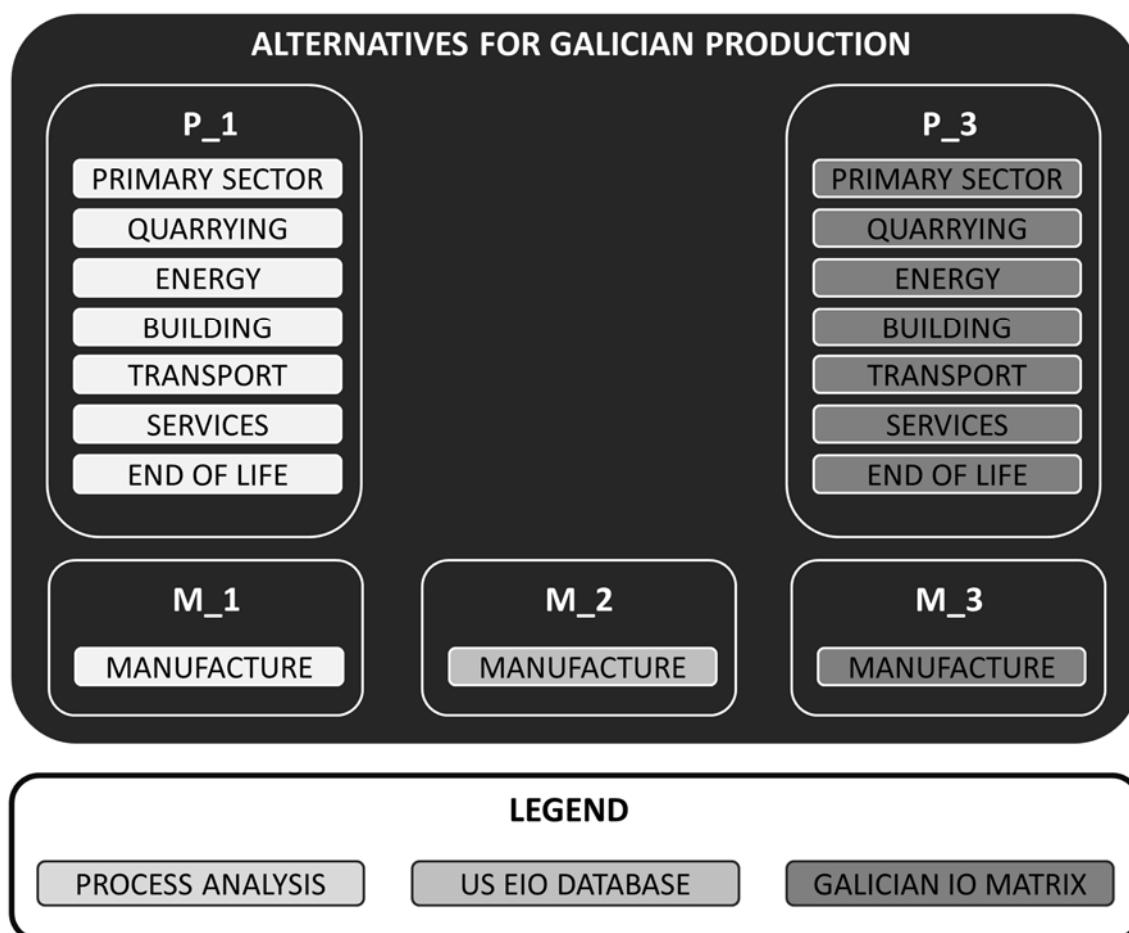 ALTERNATIVES FOR GALICIAN PRODUCTION
P_1
PRIMARY SECTOR
QUARRYING
ENERGY
BUILDING
TRANSPORT
SERVICES
END OF LIFE
P_3
PRIMARY SECTOR
QUARRYING
ENERGY
BUILDING
TRANSPORT
SERVICES
END OF LIFE
M_1
MANUFACTURE
M_2
MANUFACTURE
M_3
MANUFACTURE
LEGEND
PROCESS ANALYSIS
US EIO DATABASE
GALICIAN IO MATRIX